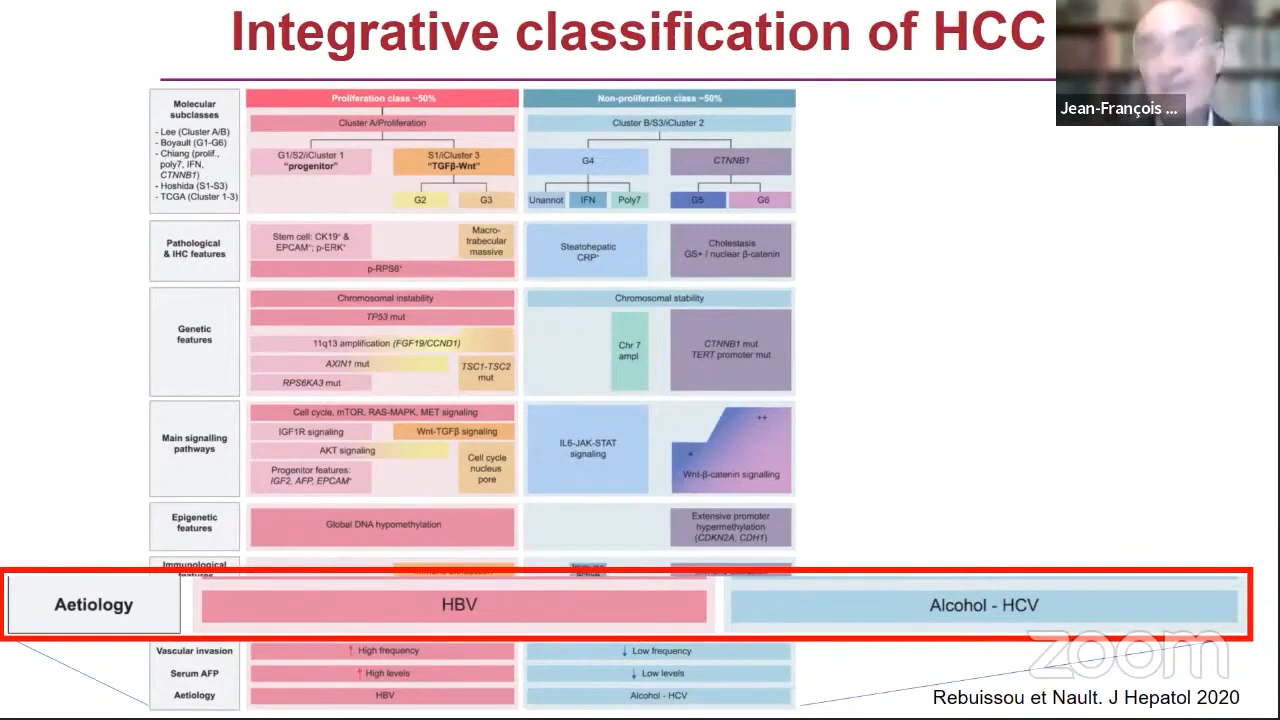 Integrative classification of HCC
Jean-François ...
Molecular
subclasses
- Lee (Cluster A/B)
- Boyault (G1-G6)
- Chiang (prolif.,
poly7, IFN,
CTNNB1)
- Hoshida (S1-S3)
- TCGA (Cluster 1-3)
Proliferation class ~50%
Cluster A/Proliferation
G1/S2/iCluster 1
"progenitor"
S1/iCluster 3
"TGFβ-Wnt"
G2
G3
Non-proliferation class ~50%
Cluster B/S3/iCluster 2
G4
CTNNB1
Unannot
IFN
Poly7
G5
G6
Pathological
& IHC features
Stem cell: CK19⁺ &
EPCAM⁺; p-ERK⁺
Macro-
trabecular
massive
p-RPS6⁺
Steatohepatic
CRP⁺
Cholestasis
GS+ / nuclear β-catenin
Genetic
features
Chromosomal instability
TP53 mut
11q13 amplification (FGF19/CCND1)
AXIN1 mut
RPS6KA3 mut
TSC1-TSC2
mut
Chromosomal stability
Chr 7
ampl
CTNNB1 mut
TERT promoter mut
Main signalling
pathways
Cell cycle, mTOR, RAS-MAPK, MET signaling
IGF1R signaling
Wnt-TGFβ signaling
AKT signaling
Progenitor features:
IGF2, AFP, EPCAM⁺
Cell cycle
nucleus
pore
IL6-JAK-STAT
signaling
++
+
Wnt-β-catenin signalling
Epigenetic
features
Global DNA hypomethylation
Extensive promoter
hypermethylation
(CDKN2A, CDH1)
Immunological
features
Aetiology
HBV
Alcohol - HCV
zoom
Vascular invasion
↑ High frequency
↓ Low frequency
Serum AFP
↑ High levels
↓ Low levels
Aetiology
HBV
Alcohol - HCV
Rebuissou et Nault. J Hepatol 2020